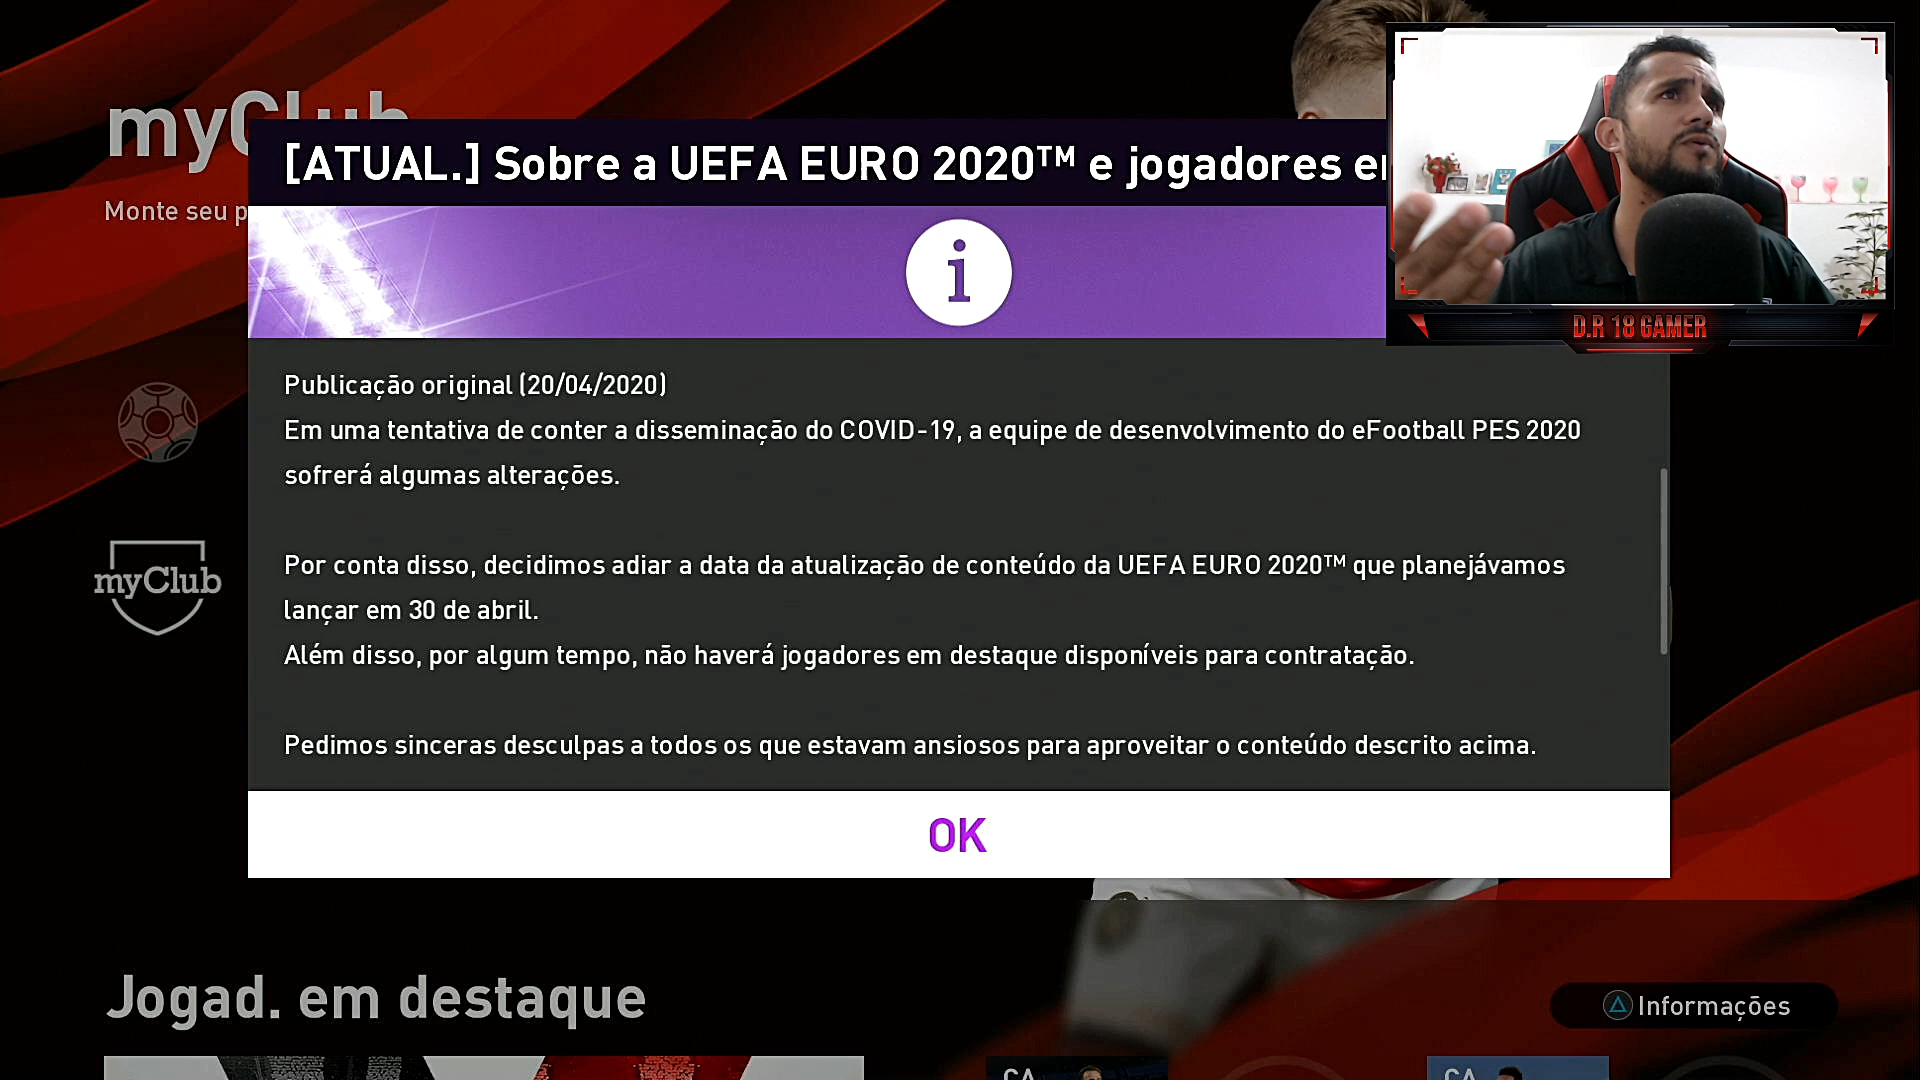 myClub
[ATUAL.] Sobre a UEFA EURO 2020™ e jogadores
Monte seu
i
D.R 18 GAMER
Publicação original (20/04/2020)
Em uma tentativa de conter a disseminação do COVID-19, a equipe de desenvolvimento do eFootball PES 2020
sofrerá algumas alterações.
Por conta disso, decidimos adiar a data da atualização de conteúdo da UEFA EURO 2020™ que planejávamos
lançar em 30 de abril.
Além disso, por algum tempo, não haverá jogadores em destaque disponíveis para contratação.
Pedimos sinceras desculpas a todos os que estavam ansiosos para aproveitar o conteúdo descrito acima.
myClub
OK
Jogad. em destaque
Informações
CA
CA